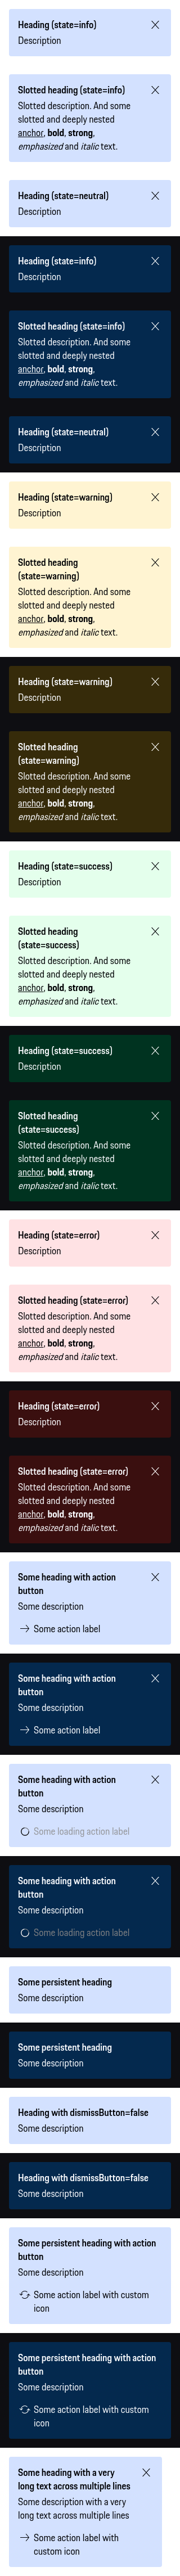 Heading (state=info)
Description
Slotted heading (state=info)
Slotted description. And some
slotted and deeply nested
anchor, bold, strong,
emphasized and italic text.
Heading (state=neutral)
Description
Heading (state=info)
Description
Slotted heading (state=info)
Slotted description. And some
slotted and deeply nested
anchor, bold, strong,
emphasized and italic text.
Heading (state=neutral)
Description
Heading (state=warning)
Description
Slotted heading
(state=warning)
Slotted description. And some
slotted and deeply nested
anchor, bold, strong,
emphasized and italic text.
Heading (state=warning)
Description
Slotted heading
(state=warning)
Slotted description. And some
slotted and deeply nested
anchor, bold, strong,
emphasized and italic text.
Heading (state=success)
Description
Slotted heading
(state=success)
Slotted description. And some
slotted and deeply nested
anchor, bold, strong,
emphasized and italic text.
Heading (state=success)
Description
Slotted heading
(state=success)
Slotted description. And some
slotted and deeply nested
anchor, bold, strong,
emphasized and italic text.
Heading (state=error)
Description
Slotted heading (state=error)
Slotted description. And some
slotted and deeply nested
anchor, bold, strong,
emphasized and italic text.
Heading (state=error)
Description
Slotted heading (state=error)
Slotted description. And some
slotted and deeply nested
anchor, bold, strong,
emphasized and italic text.
Some heading with action
button
Some description
Some action label
Some heading with action
button
Some description
Some action label
Some heading with action
button
Some description
Some loading action label
Some heading with action
button
Some description
Some loading action label
Some persistent heading
Some description
Some persistent heading
Some description
Heading with dismissButton=false
Some description
Heading with dismissButton=false
Some description
Some persistent heading with action
button
Some description
Some action label with custom
icon
Some persistent heading with action
button
Some description
Some action label with custom
icon
Some heading with a very
long text across multiple lines
Some description with a very
long text across multiple lines
Some action label with
custom icon